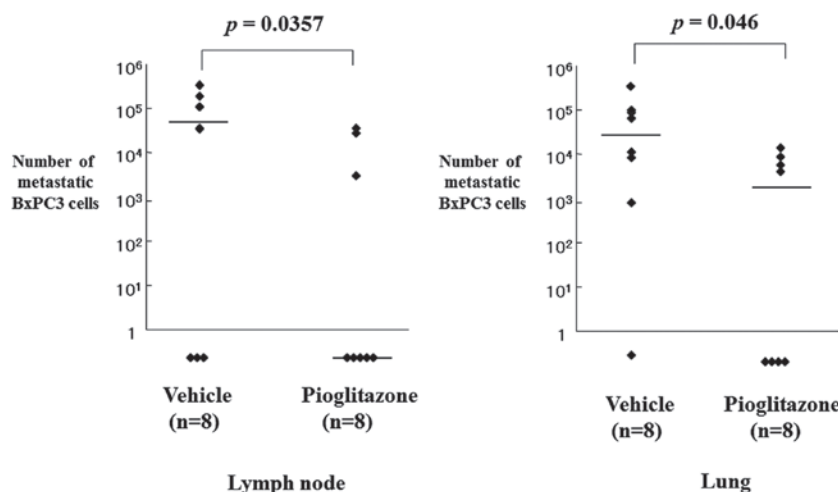 p = 0.0357
10⁶
10⁵
10⁴
10³
10²
10¹
1
Number of
metastatic
BxPC3 cells
Vehicle
(n=8)
Pioglitazone
(n=8)
Lymph node
p = 0.046
10⁶
10⁵
10⁴
10³
10²
10¹
1
Number of
metastatic
BxPC3 cells
Vehicle
(n=8)
Pioglitazone
(n=8)
Lung